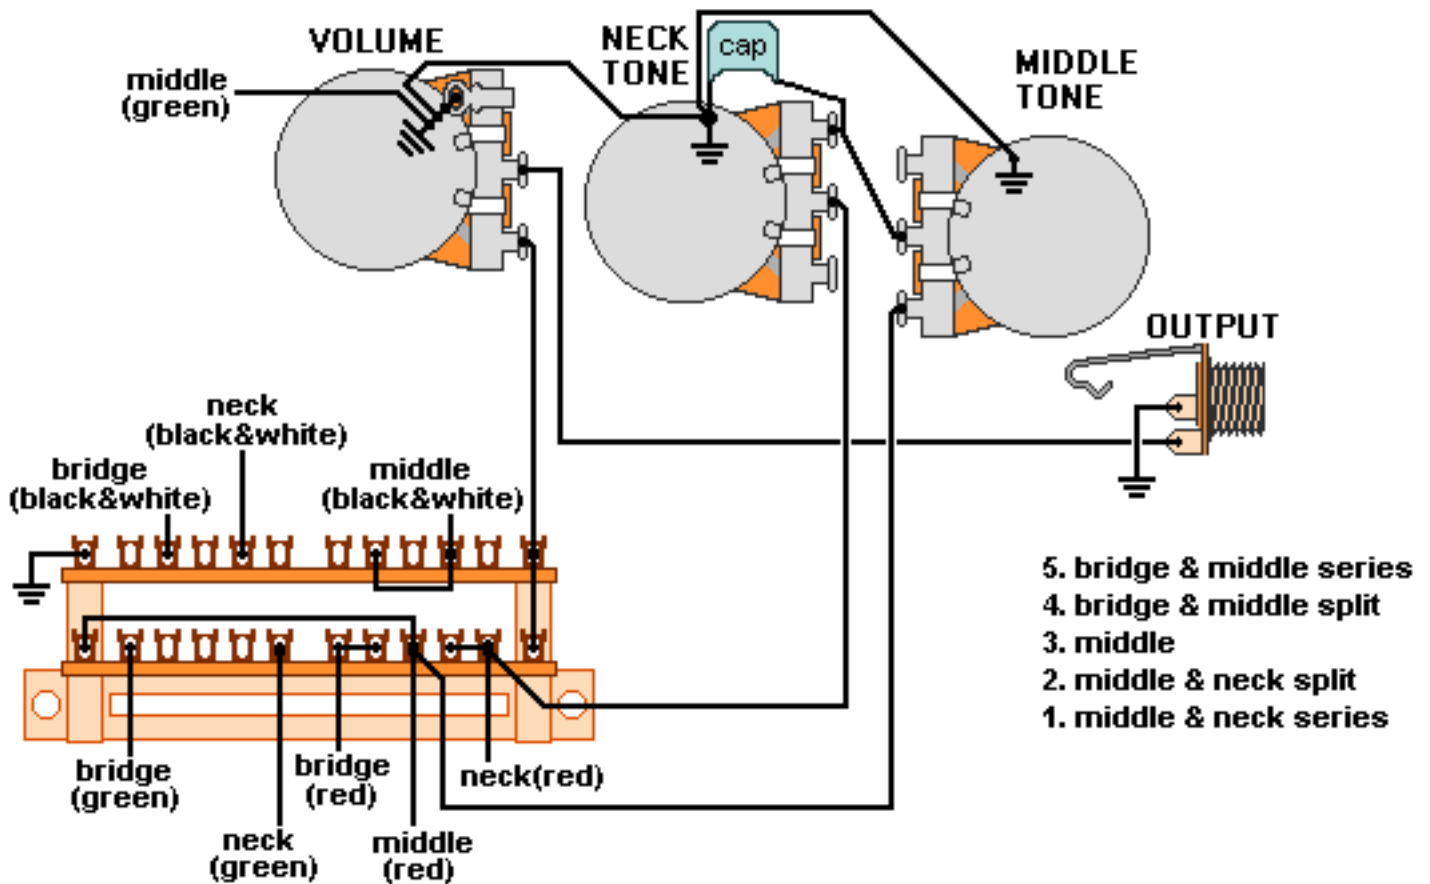 VOLUME
NECK
TONE
cap
MIDDLE
TONE
middle
(green)
OUTPUT
neck
(black&white)
bridge
(black&white)
middle
(black&white)
5. bridge & middle series
4. bridge & middle split
3. middle
2. middle & neck split
1. middle & neck series
bridge
(green)
bridge
(red)
neck(red)
neck
(green)
middle
(red)